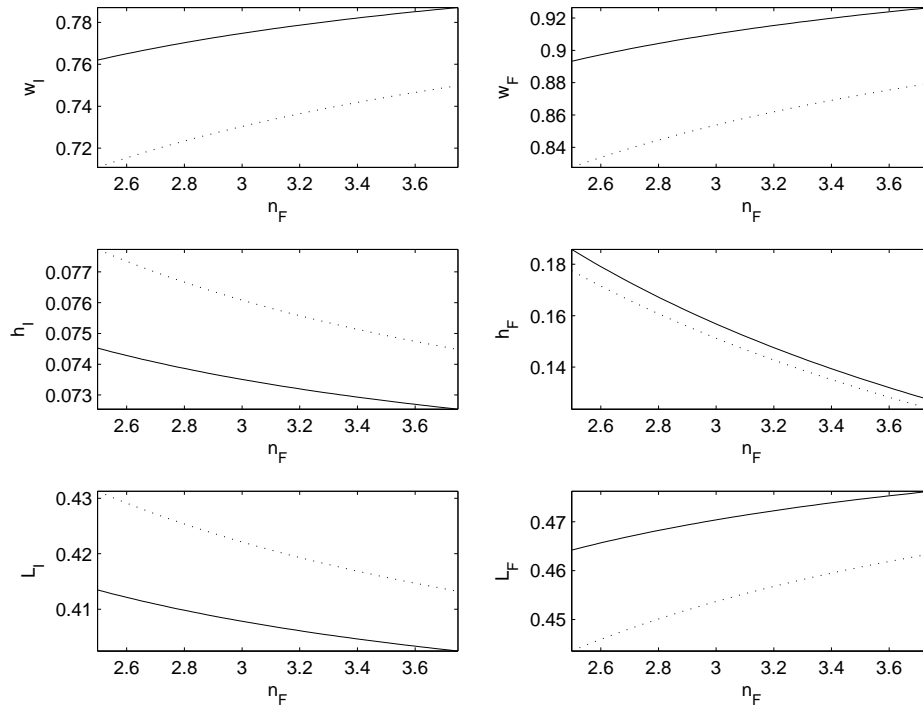 0.78
0.76
0.74
0.72
w_I
2.6 2.8 3 3.2 3.4 3.6
n_F
0.92
0.9
0.88
0.86
0.84
w_F
2.6 2.8 3 3.2 3.4 3.6
n_F
0.077
0.076
0.075
0.074
0.073
h_I
2.6 2.8 3 3.2 3.4 3.6
n_F
0.18
0.16
0.14
h_F
2.6 2.8 3 3.2 3.4 3.6
n_F
0.43
0.42
0.41
L_I
2.6 2.8 3 3.2 3.4 3.6
n_F
0.47
0.46
0.45
L_F
2.6 2.8 3 3.2 3.4 3.6
n_F